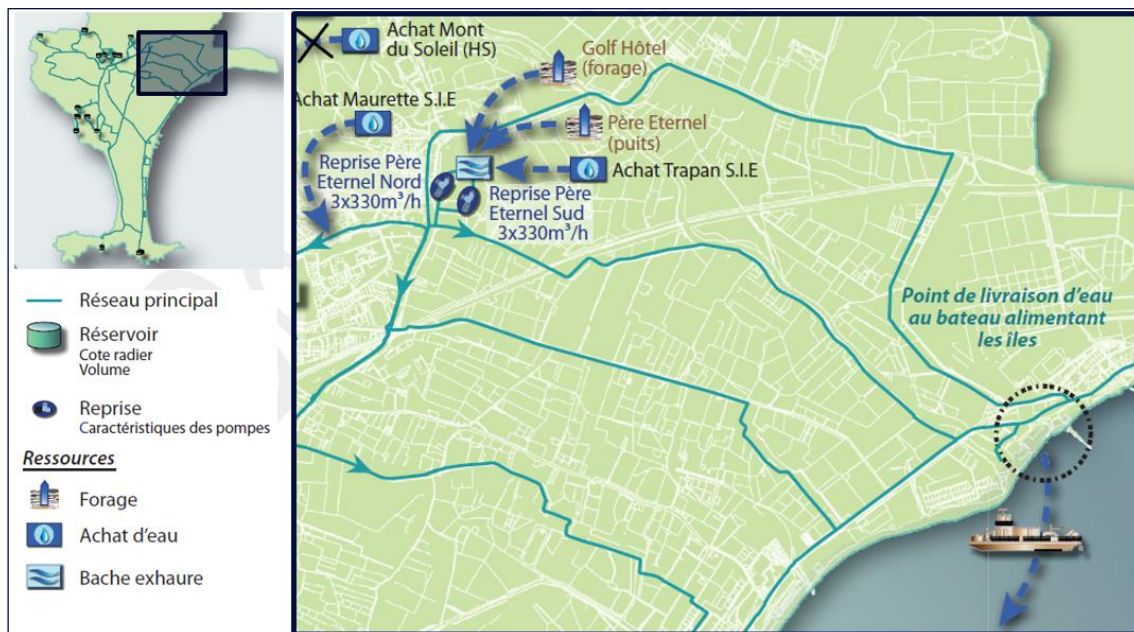 Achat Mont
du Soleil (HS)
Golf Hôtel
(forage)
Achat Maurette S.I.E
Père Eternel
(puits)
Reprise Père
Eternel Nord
3x330m³/h
Achat Trapan S.I.E
Reprise Père
Eternel Sud
3x330m³/h
Point de livraison d'eau
au bateau alimentant
les îles
Réseau principal
Réservoir
Cote radier
Volume
Reprise
Caractéristiques des pompes
Ressources
Forage
Achat d'eau
Bache exhaure